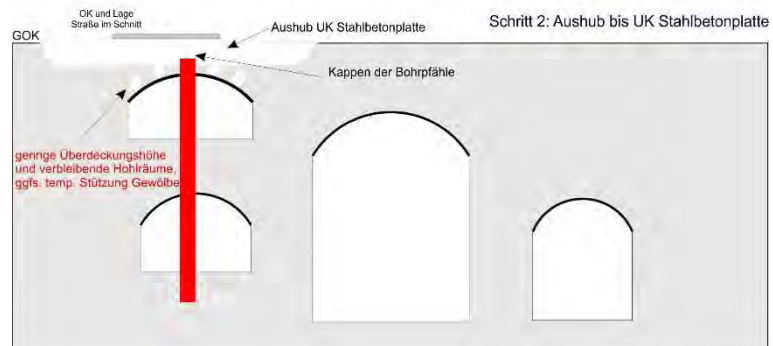 OK und Lage
Straße im Schnitt
Aushub UK Stahlbetonplatte
Schritt 2: Aushub bis UK Stahlbetonplatte
GOK
Kappen der Bohrpfähle
geringe Überdeckungshöhe
und verbleibende Hohlräume,
ggfs. temp. Stützung Gewölbe